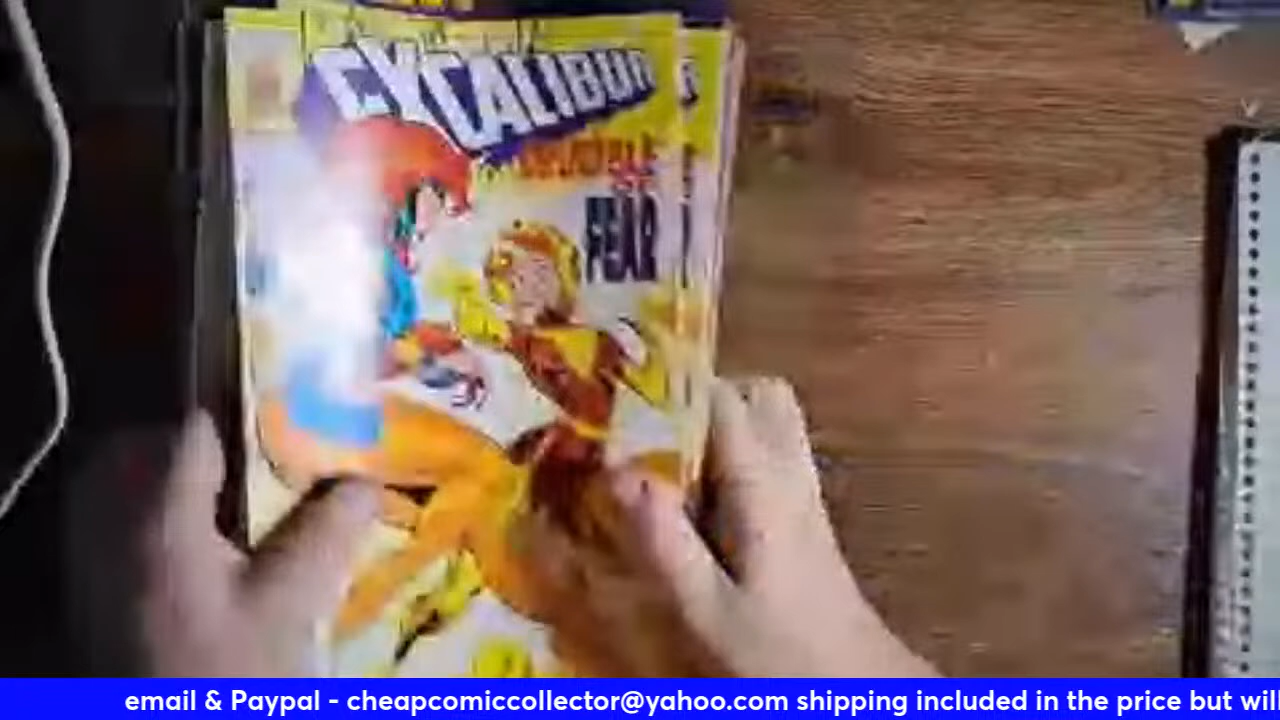 EXCALIBUR
FEAR
email & Paypal - cheapcomiccollector@yahoo.com shipping included in the price but will